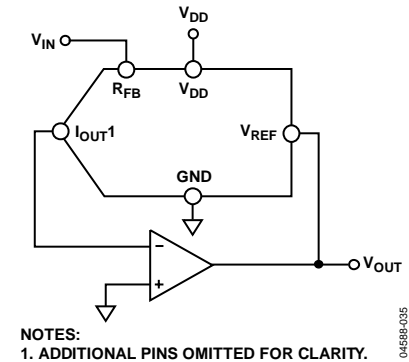 VDD
VIN
RFB
VDD
IOUT1
VREF
GND
VOUT
NOTES:
1. ADDITIONAL PINS OMITTED FOR CLARITY.
04588-035